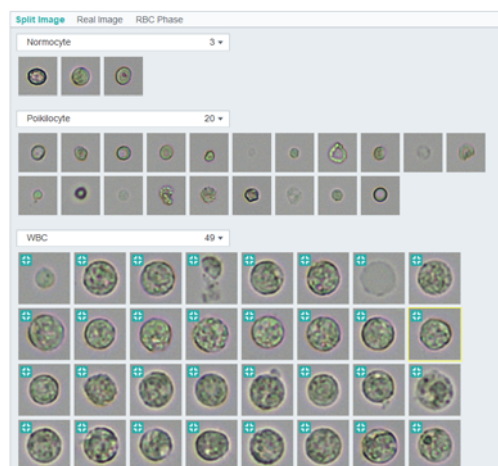 Split Image Real Image RBC Phase
Normocyte 3
Poikilocyte 20
WBC 49